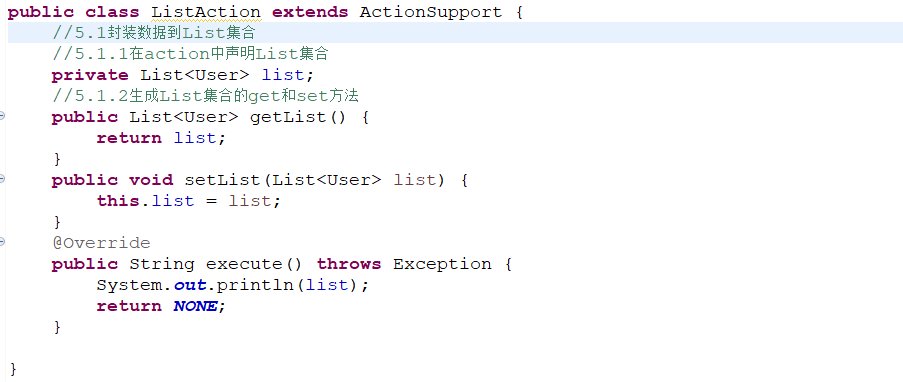 public class ListAction extends ActionSupport {
//5.1封装数据到List集合
//5.1.1在action中声明List集合
private List<User> list;
//5.1.2生成List集合的get和set方法
public List<User> getList() {
return list;
}
public void setList(List<User> list) {
this.list = list;
}
@Override
public String execute() throws Exception {
System.out.println(list);
return NONE;
}
}